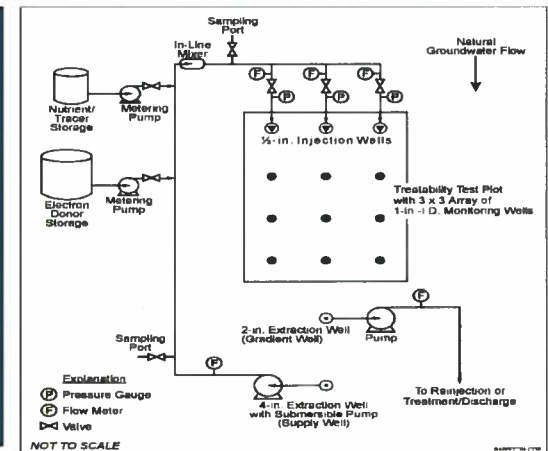 Sampling
Port
In-Line
Mixer
Natural
Groundwater Flow
F
F
F
P
P
P
Nutrient/
Tracer
Storage
Metering
Pump
½-in. Injection Wells
Electron
Donor
Storage
Metering
Pump
Treatability Test Plot
with 3 x 3 Array of
1-in-I.D. Monitoring Wells
F
2-in. Extraction Well
(Gradient Well)
Pump
Sampling
Port
F
To Reinjection or
Treatment/Discharge
4-in. Extraction Well
with Submersible Pump
(Supply Well)
Explanation
P Pressure Gauge
F Flow Meter
Valve
NOT TO SCALE